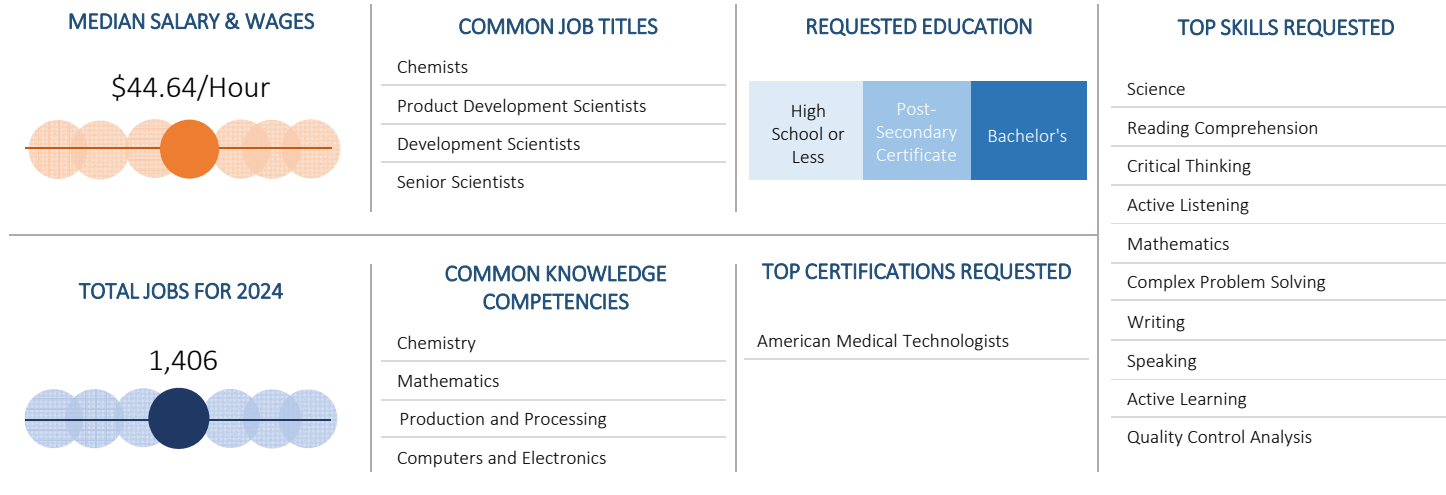 MEDIAN SALARY & WAGES
$44.64/Hour
COMMON JOB TITLES
Chemists
Product Development Scientists
Development Scientists
Senior Scientists
REQUESTED EDUCATION
High
School or
Less
Post-
Secondary
Certificate
Bachelor's
TOTAL JOBS FOR 2024
1,406
COMMON KNOWLEDGE
COMPETENCIES
Chemistry
Mathematics
Production and Processing
Computers and Electronics
TOP CERTIFICATIONS REQUESTED
American Medical Technologists
TOP SKILLS REQUESTED
Science
Reading Comprehension
Critical Thinking
Active Listening
Mathematics
Complex Problem Solving
Writing
Speaking
Active Learning
Quality Control Analysis